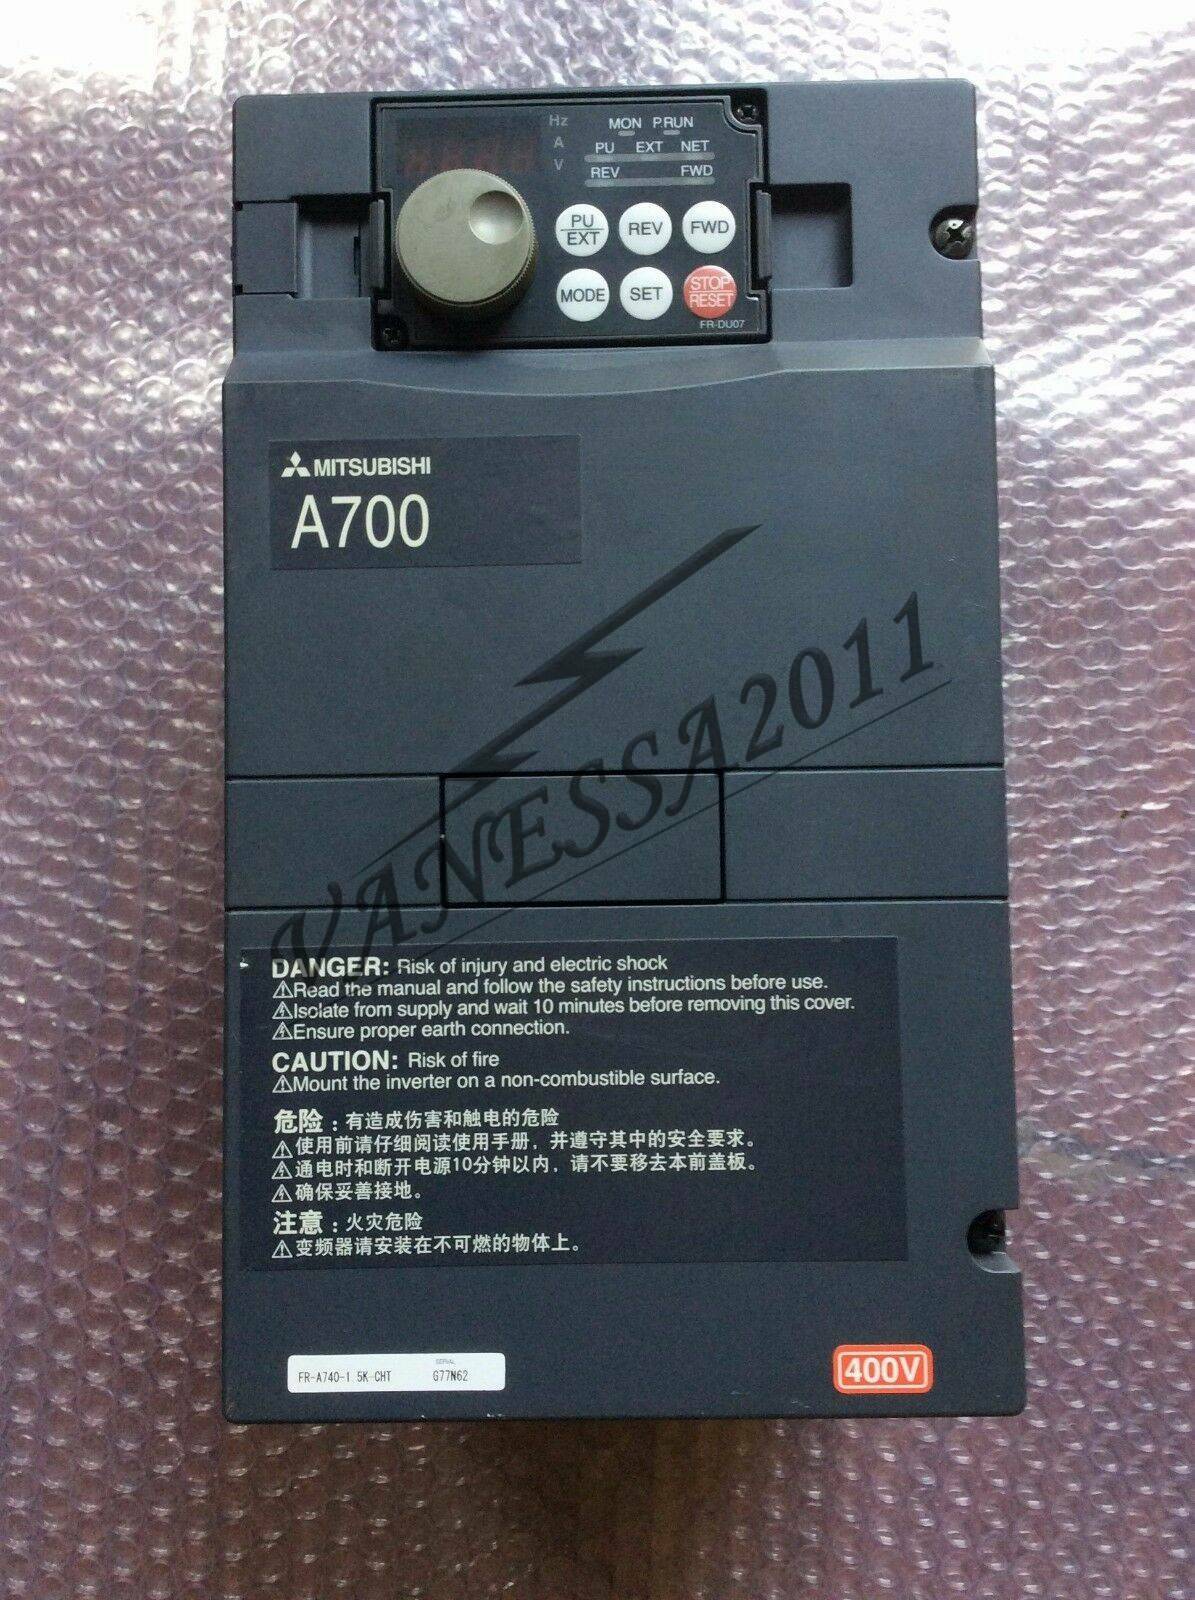 Hz
A
V
MON P.RUN
PU EXT NET
REV FWD
PU
EXT
REV
FWD
MODE
SET
STOP
RESET
FR-DU07
MITSUBISHI
A700
VANESSA2011
DANGER: Risk of injury and electric shock
⚠Read the manual and follow the safety instructions before use.
⚠Isolate from supply and wait 10 minutes before removing this cover.
⚠Ensure proper earth connection.
CAUTION: Risk of fire
⚠Mount the inverter on a non-combustible surface.
危险：有造成伤害和触电的危险
⚠使用前请仔细阅读使用手册，并遵守其中的安全要求。
⚠通电时和断开电源10分钟以内，请不要移去本前盖板。
⚠确保妥善接地。
注意：火灾危险
⚠变频器请安装在不可燃的物体上。
SERIAL
FR-A740-1.5K-CHT G77N62
400V